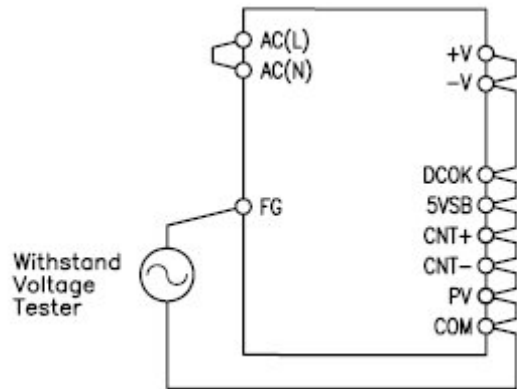 AC(L)
AC(N)
FG
Withstand
Voltage
Tester
+V
−V
DCOK
5VSB
CNT+
CNT−
PV
COM